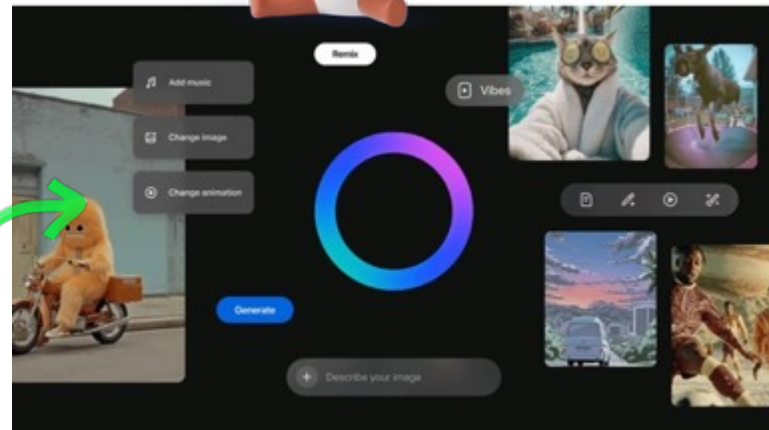 Remix
Add music
Vibes
Change image
Change animation
Generate
Describe your image